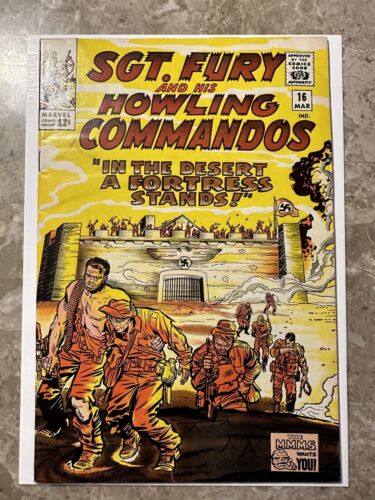 SGT. FURY
AND HIS
HOWLING
COMMANDOS
MARVEL
COMICS
GROUP
12¢
APPROVED
BY THE
COMICS
CODE
AUTHORITY
16
MAR
IND.
"IN THE DESERT
A FORTRESS
STANDS!"
THE
MMMS
WANTS
YOU!